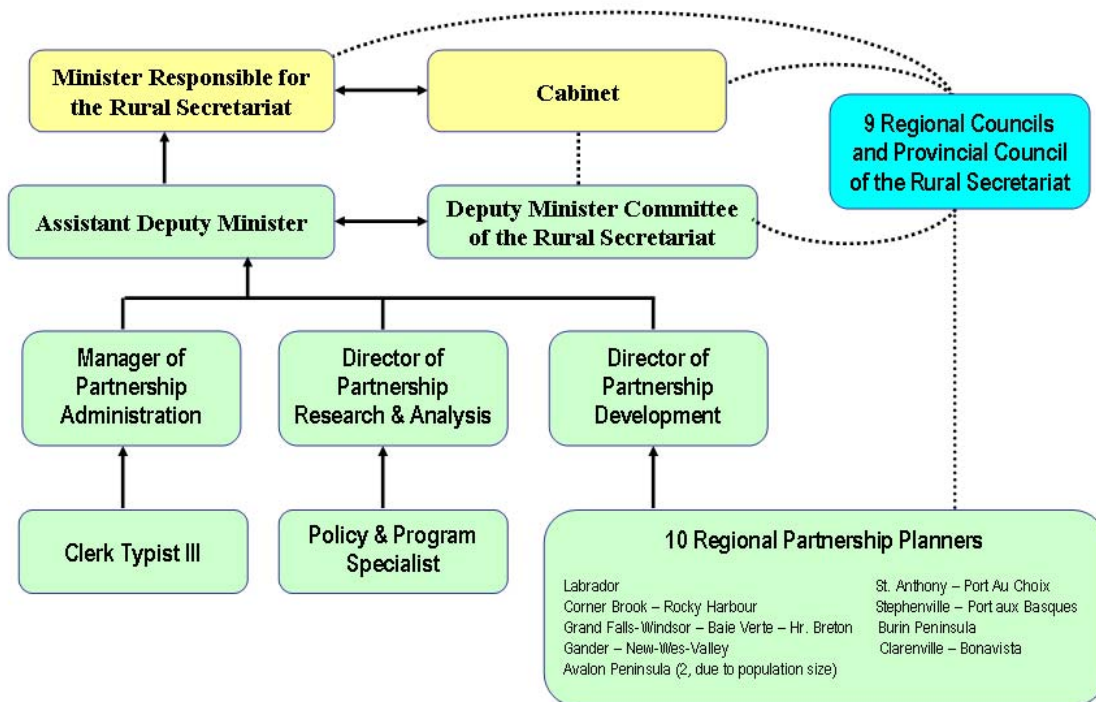 Minister Responsible for
the Rural Secretariat
Cabinet
9 Regional Councils
and Provincial Council
of the Rural Secretariat
Assistant Deputy Minister
Deputy Minister Committee
of the Rural Secretariat
Manager of
Partnership
Administration
Director of
Partnership
Research & Analysis
Director of
Partnership
Development
Clerk Typist III
Policy & Program
Specialist
10 Regional Partnership Planners
Labrador
Corner Brook – Rocky Harbour
Grand Falls-Windsor – Baie Verte – Hr. Breton
Gander – New-Wes-Valley
Avalon Peninsula (2, due to population size)
St. Anthony – Port Au Choix
Stephenville – Port aux Basques
Burin Peninsula
Clarenville – Bonavista